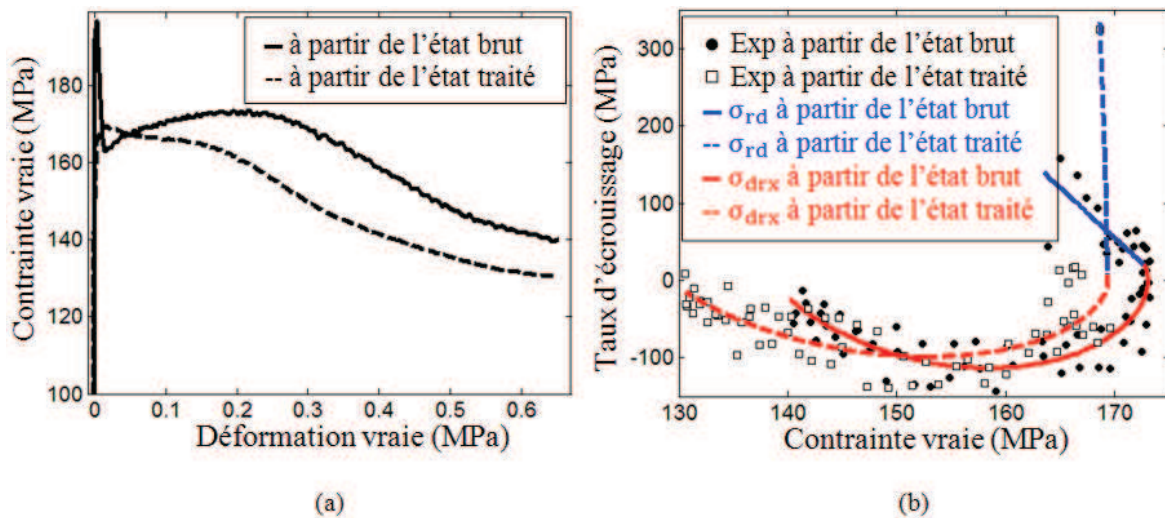 à partir de l'état brut
à partir de l'état traité
Contrainte vraie (MPa)
180
160
140
120
100
0
0.1
0.2
0.3
0.4
0.5
0.6
Déformation vraie (MPa)
(a)
Exp à partir de l'état brut
Exp à partir de l'état traité
σrd à partir de l'état brut
σrd à partir de l'état traité
σdrx à partir de l'état brut
σdrx à partir de l'état traité
Taux d'écrouissage (MPa)
300
200
100
0
-100
130
140
150
160
170
Contrainte vraie (MPa)
(b)